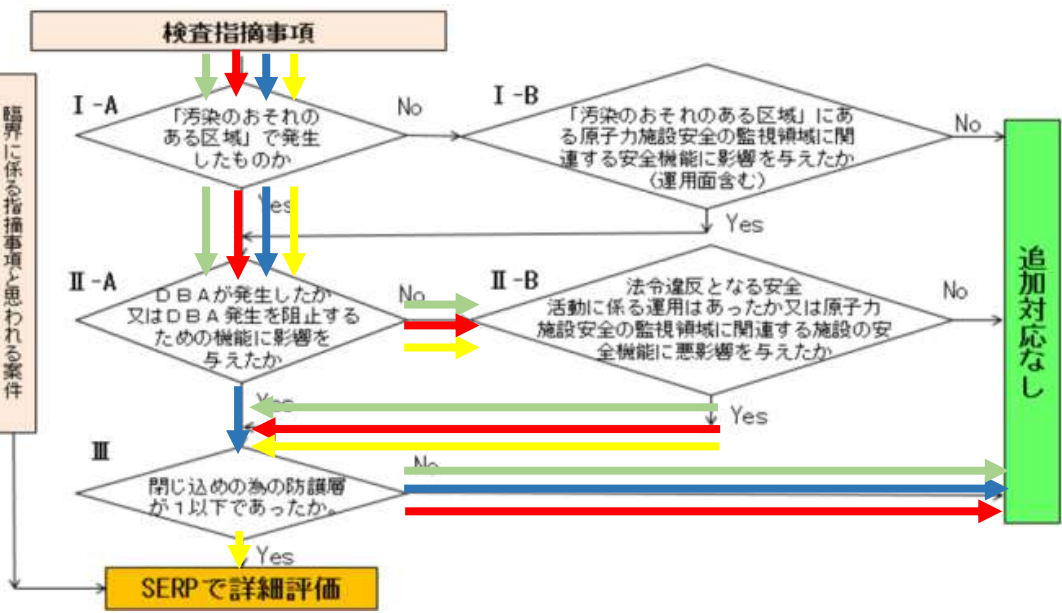 検査指摘事項
臨界に係る指摘事項と思われる案件
Ⅰ-A
「汚染のおそれの
ある区域」で発生
したものか
No
Yes
Ⅰ-B
「汚染のおそれのある区域」にあ
る原子力施設安全の監視領域に関
連する安全機能に影響を与えたか
(運用面含む)
No
Yes
Ⅱ-A
DBAが発生したか
又はDBA発生を阻止する
ための機能に影響を
与えたか
No
Yes
Ⅱ-B
法令違反となる安全
活動に係る運用はあったか又は原子力
施設安全の監視領域に関連する施設の安
全機能に悪影響を与えたか
No
Yes
Ⅲ
閉じ込めの為の防護層
が1以下であったか。
No
Yes
追加対応なし
SERPで詳細評価